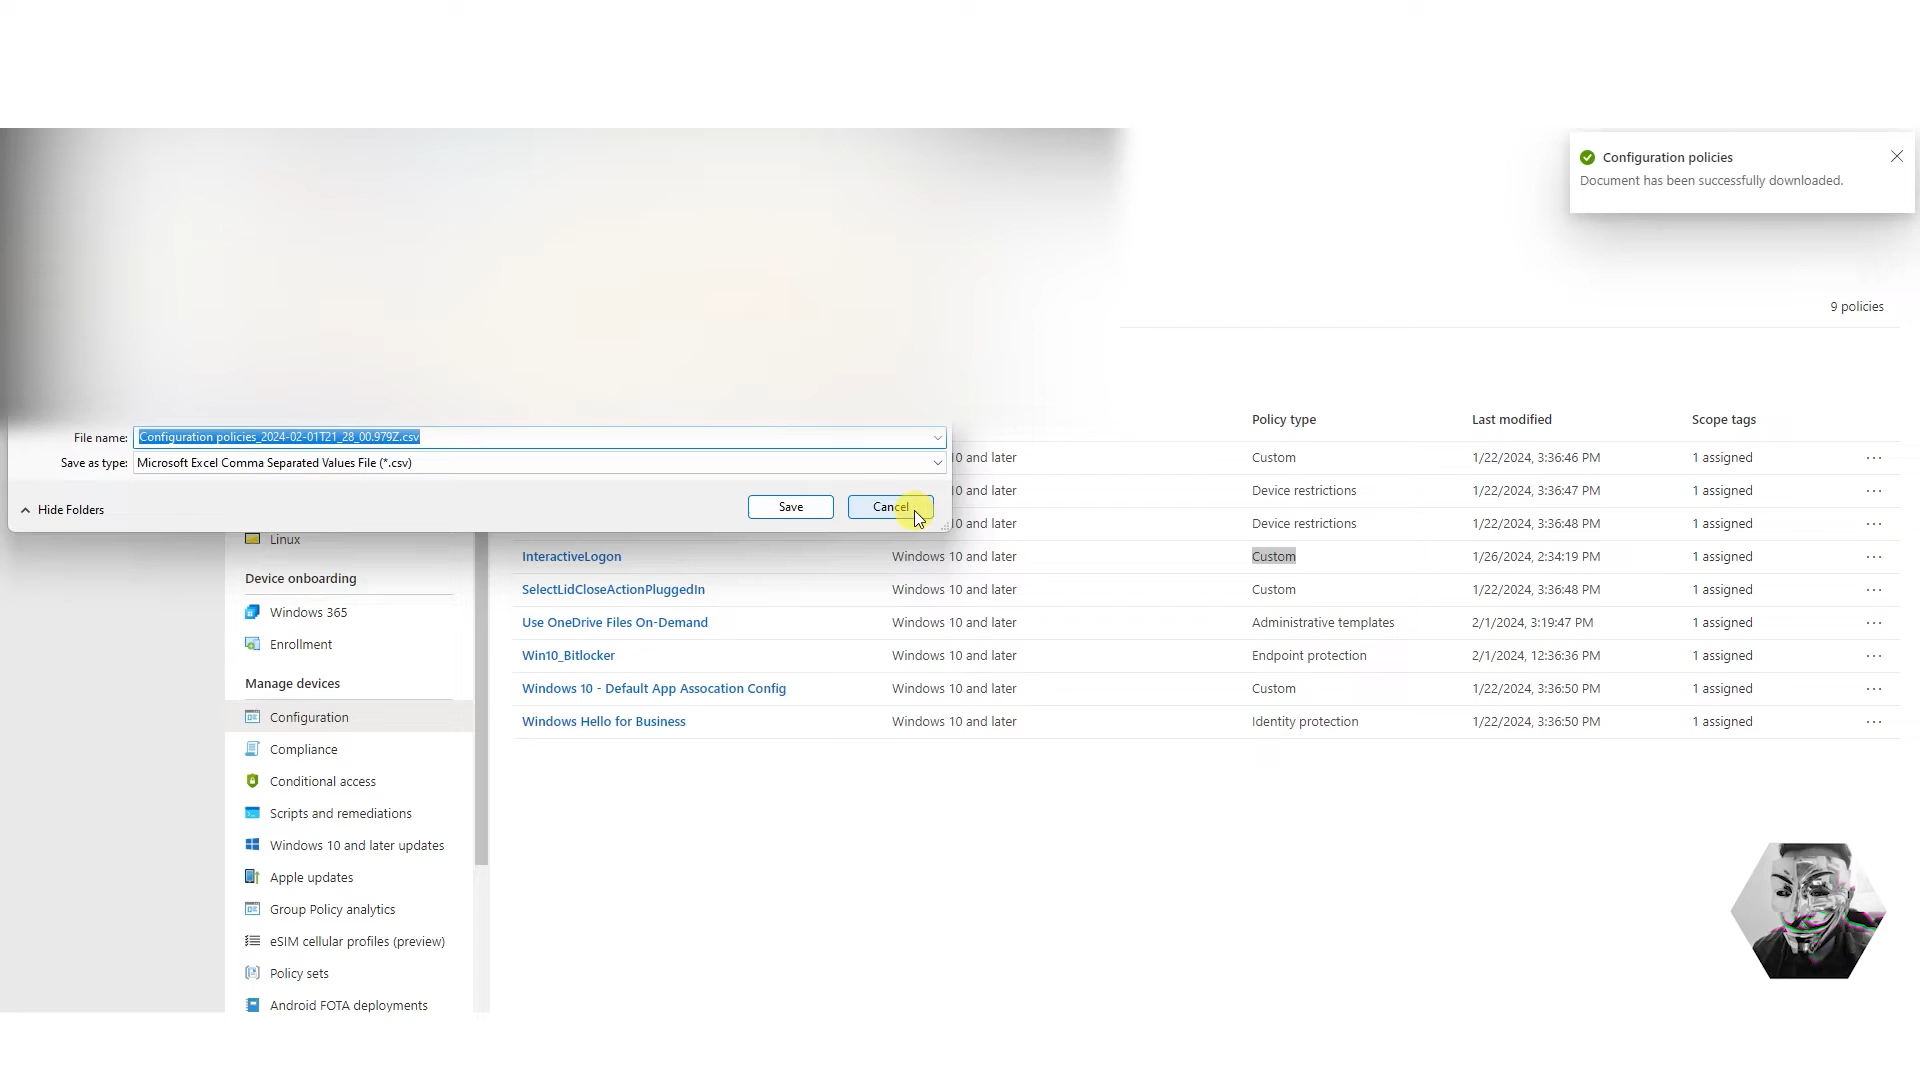 Configuration policies
Document has been successfully downloaded.
9 policies
Policy type Last modified Scope tags
File name: Configuration policies_2024-02-01T21_28_00.979Z.csv
Save as type: Microsoft Excel Comma Separated Values File (*.csv)
Hide Folders Save Cancel
0 and later Custom 1/22/2024, 3:36:46 PM 1 assigned ...
0 and later Device restrictions 1/22/2024, 3:36:47 PM 1 assigned ...
0 and later Device restrictions 1/22/2024, 3:36:48 PM 1 assigned ...
InteractiveLogon Windows 10 and later Custom 1/26/2024, 2:34:19 PM 1 assigned ...
SelectLidCloseActionPluggedIn Windows 10 and later Custom 1/22/2024, 3:36:48 PM 1 assigned ...
Use OneDrive Files On-Demand Windows 10 and later Administrative templates 2/1/2024, 3:19:47 PM 1 assigned ...
Win10_Bitlocker Windows 10 and later Endpoint protection 2/1/2024, 12:36:36 PM 1 assigned ...
Windows 10 - Default App Assocation Config Windows 10 and later Custom 1/22/2024, 3:36:50 PM 1 assigned ...
Windows Hello for Business Windows 10 and later Identity protection 1/22/2024, 3:36:50 PM 1 assigned ...
Linux
Device onboarding
Windows 365
Enrollment
Manage devices
Configuration
Compliance
Conditional access
Scripts and remediations
Windows 10 and later updates
Apple updates
Group Policy analytics
eSIM cellular profiles (preview)
Policy sets
Android FOTA deployments